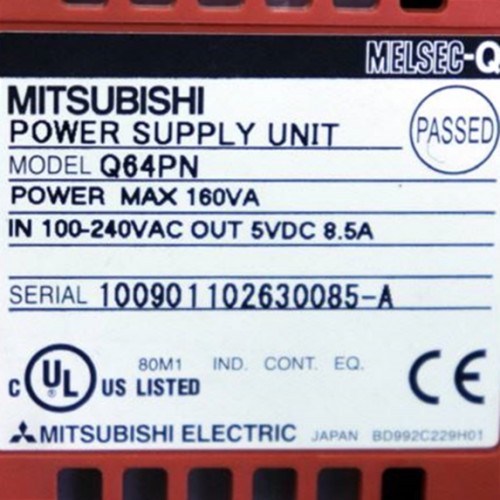 MELSEC-Q
MITSUBISHI
POWER SUPPLY UNIT
PASSED
MODEL Q64PN
POWER MAX 160VA
IN 100-240VAC OUT 5VDC 8.5A
SERIAL 100901102630085-A
C UL US LISTED 80M1 IND. CONT. EQ. CE
MITSUBISHI ELECTRIC JAPAN BD992C229H01